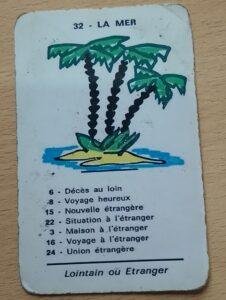 32 - LA MER
6 - Décès au loin
8 - Voyage heureux
15 - Nouvelle étrangère
22 - Situation à l'étranger
3 - Maison à l'étranger
16 - Voyage à l'étranger
24 - Union étrangère
Lointain ou Etranger